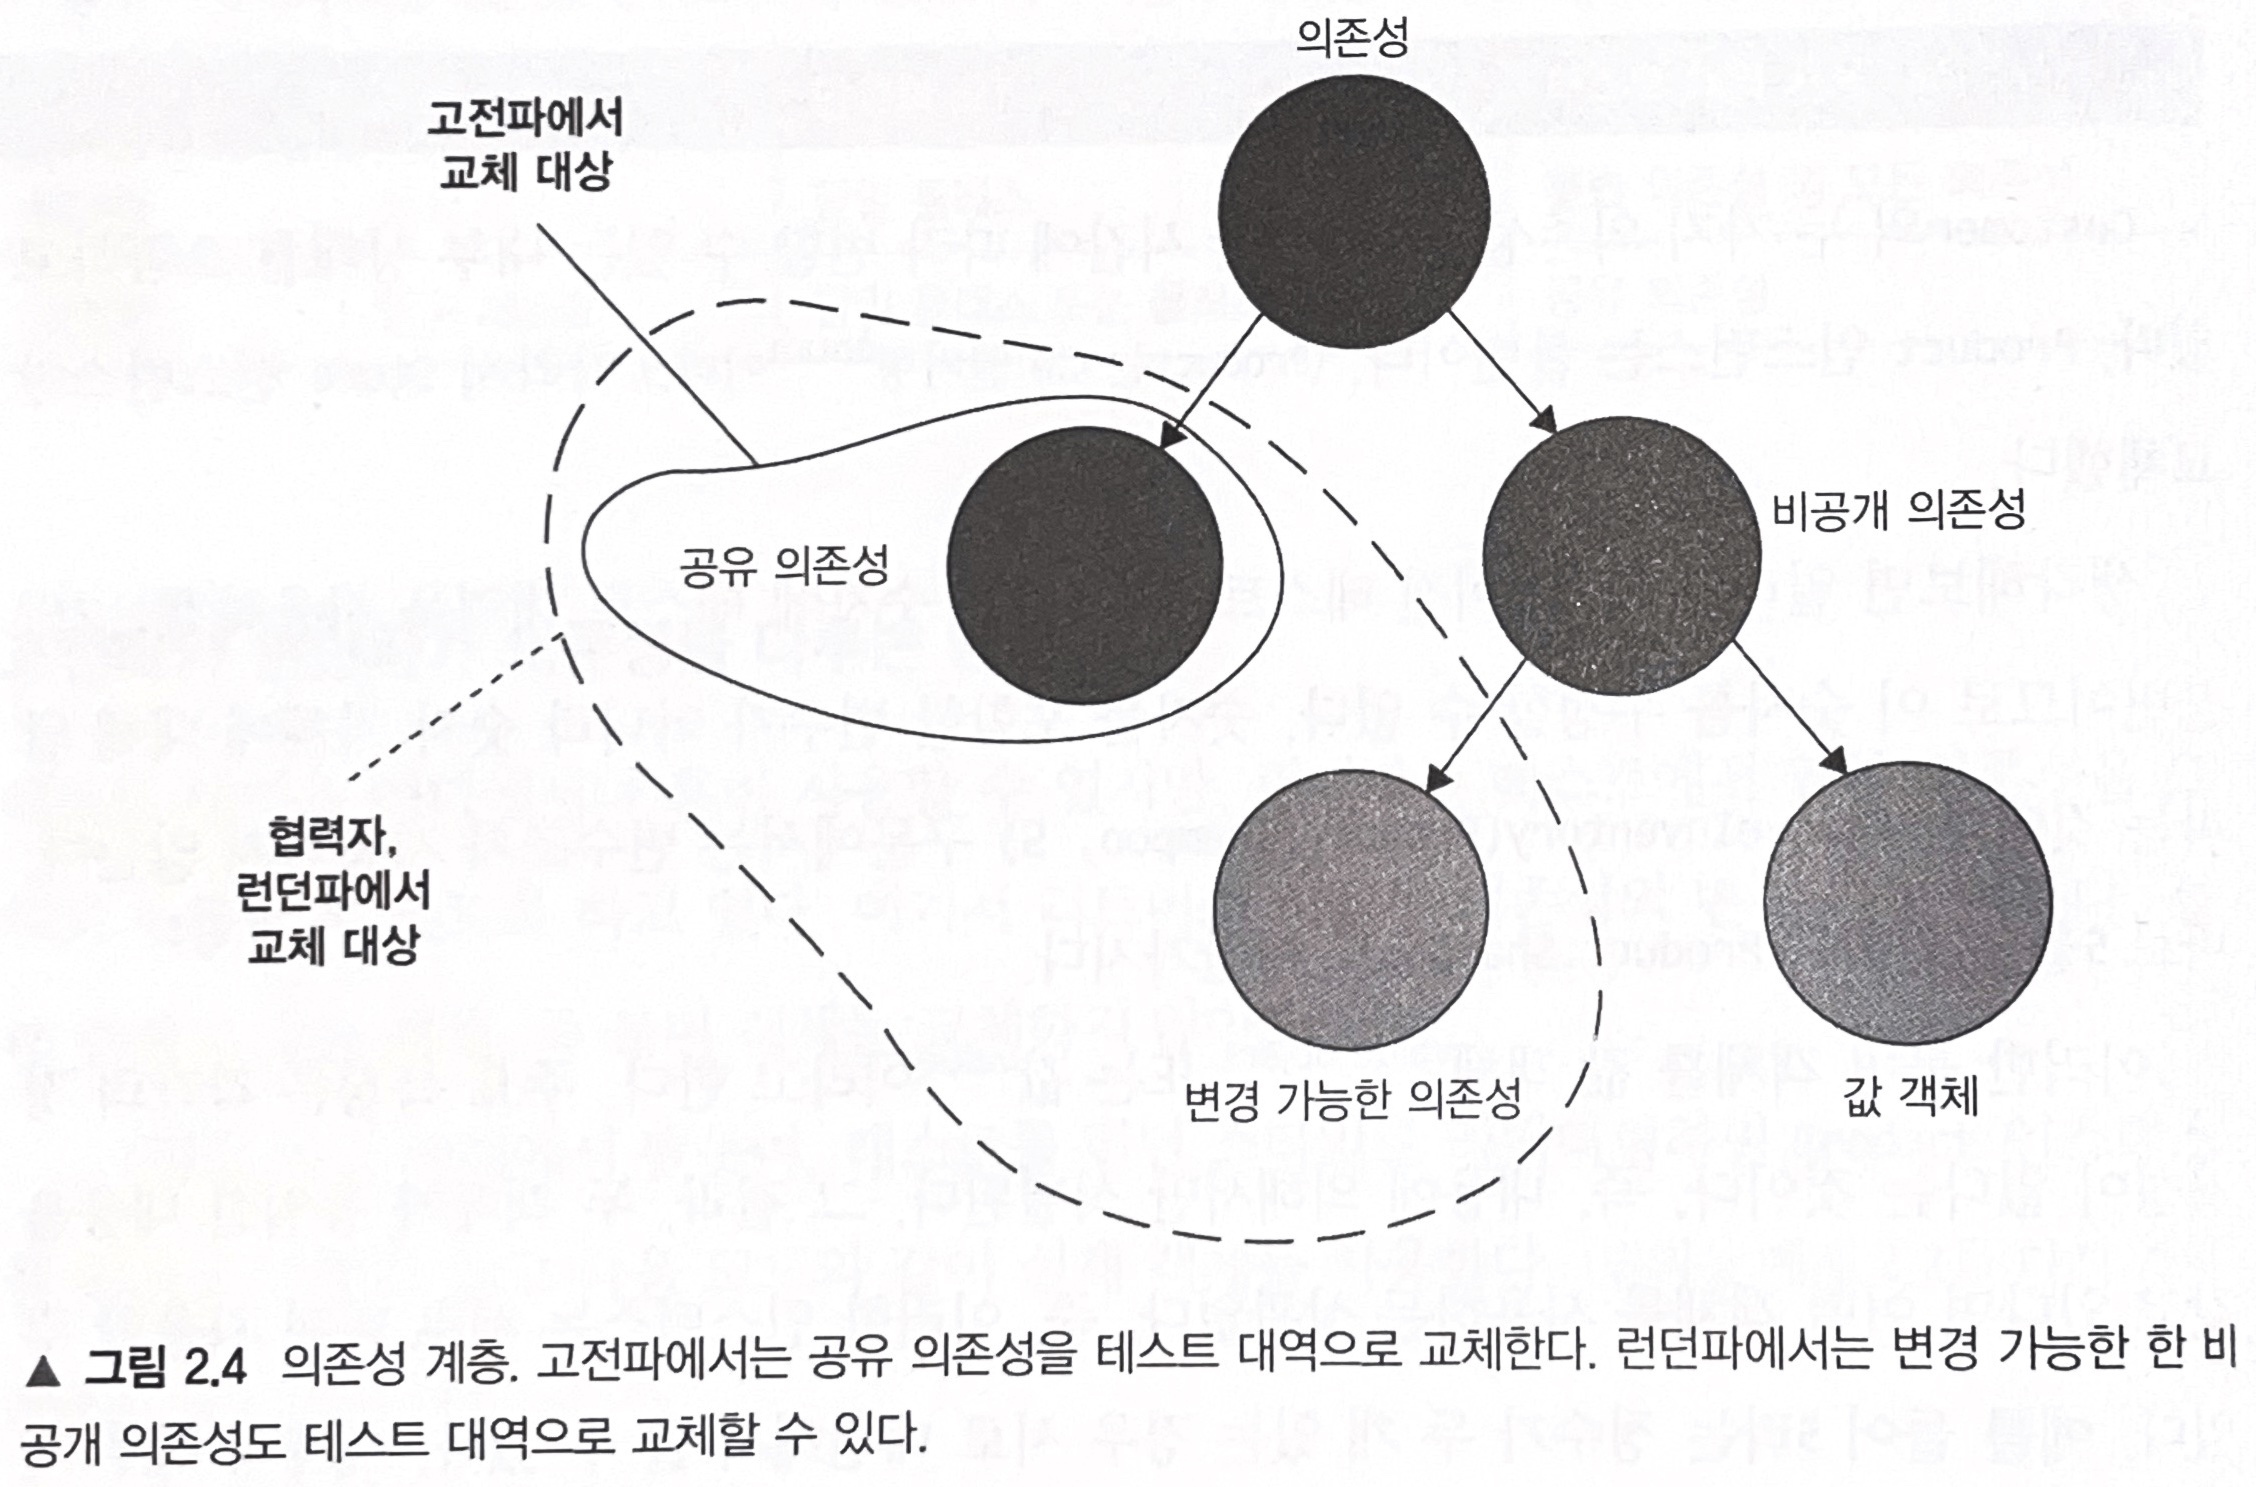 의존성
고전파에서
교체 대상
공유 의존성
비공개 의존성
협력자,
런던파에서
교체 대상
변경 가능한 의존성
값 객체
▲ 그림 2.4 의존성 계층. 고전파에서는 공유 의존성을 테스트 대역으로 교체한다. 런던파에서는 변경 가능한 한 비
공개 의존성도 테스트 대역으로 교체할 수 있다.